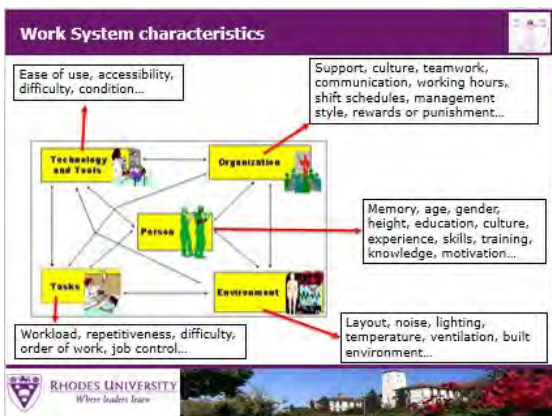 Work System characteristics
Ease of use, accessibility,
difficulty, condition...
Support, culture, teamwork,
communication, working hours,
shift schedules, management
style, rewards or punishment...
Technology
and Tools
Organization
Person
Memory, age, gender,
height, education, culture,
experience, skills, training,
knowledge, motivation...
Tasks
Environment
Workload, repetitiveness, difficulty,
order of work, job control...
Layout, noise, lighting,
temperature, ventilation, built
environment...
RHODES UNIVERSITY
Where leaders learn